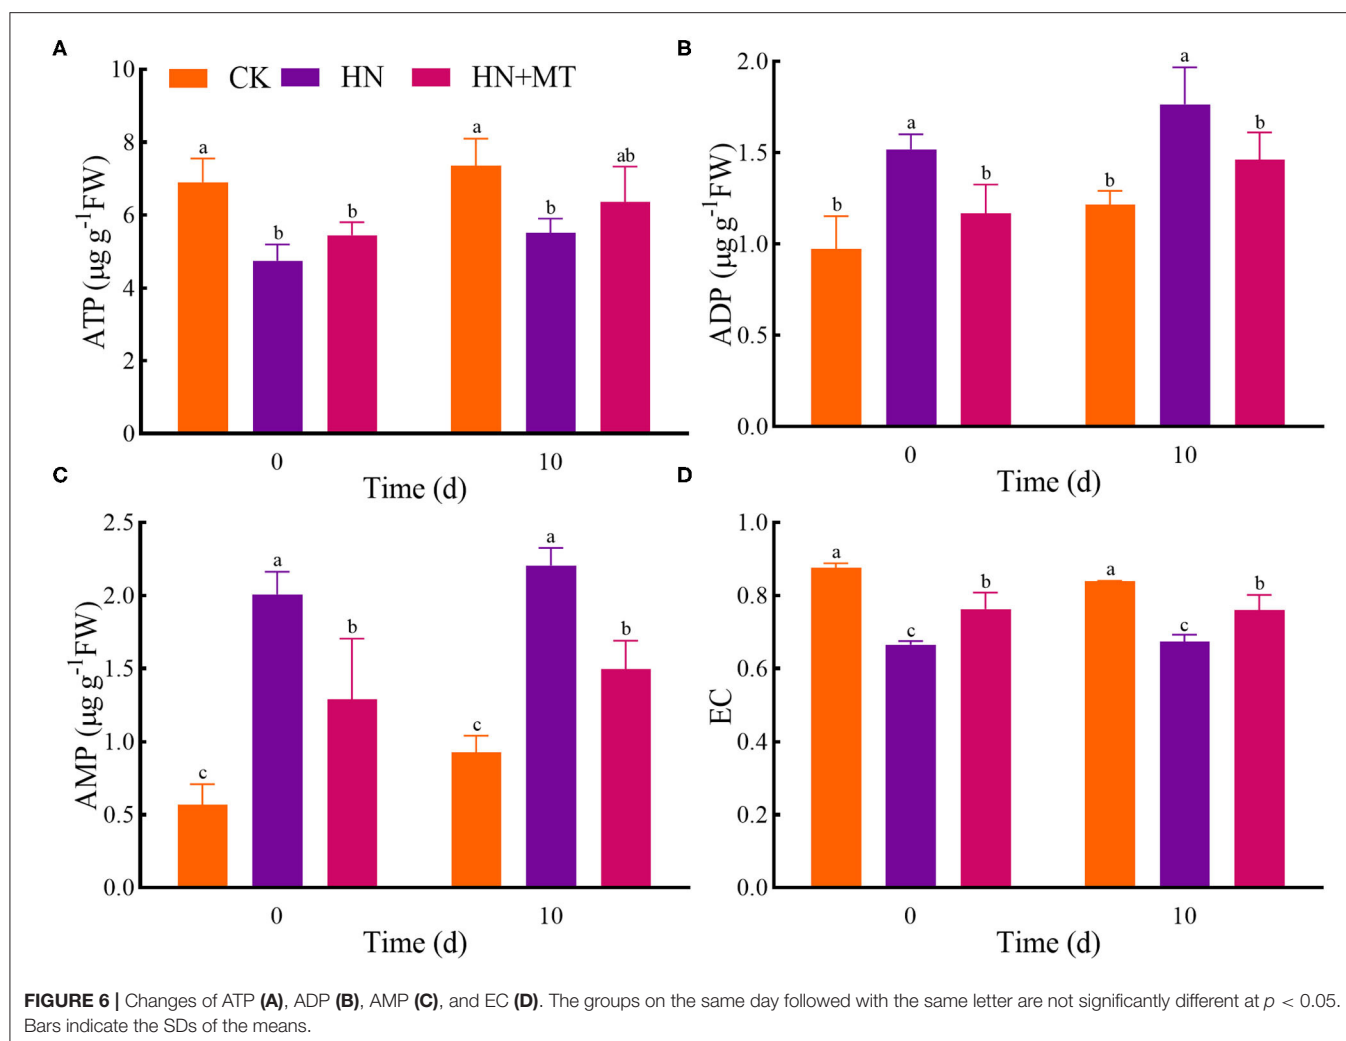 A
10
CK HN HN+MT
8
a
a
ab
6
b
b
b
4
2
0
ATP (µg g-1FW)
0 10
Time (d)
B
2.0
a
a
b
1.5
b
b
b
1.0
0.5
0.0
ADP (µg g-1FW)
0 10
Time (d)
C
2.5
a
a
2.0
b
b
1.5
c
1.0
c
0.5
0.0
AMP (µg g-1FW)
0 10
Time (d)
D
1.0
a
a
b
b
0.8
c
c
0.6
0.4
0.2
0.0
EC
0 10
Time (d)
FIGURE 6 | Changes of ATP (A), ADP (B), AMP (C), and EC (D). The groups on the same day followed with the same letter are not significantly different at p < 0.05.
Bars indicate the SDs of the means.